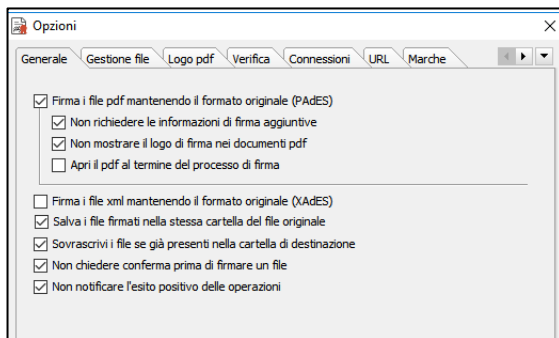 Opzioni
Generale Gestione file Logo pdf Verifica Connessioni URL Marche
Firma i file pdf mantenendo il formato originale (PAdES)
Non richiedere le informazioni di firma aggiuntive
Non mostrare il logo di firma nei documenti pdf
Apri il pdf al termine del processo di firma
Firma i file xml mantenendo il formato originale (XAdES)
Salva i file firmati nella stessa cartella del file originale
Sovrascrivi i file se già presenti nella cartella di destinazione
Non chiedere conferma prima di firmare un file
Non notificare l'esito positivo delle operazioni